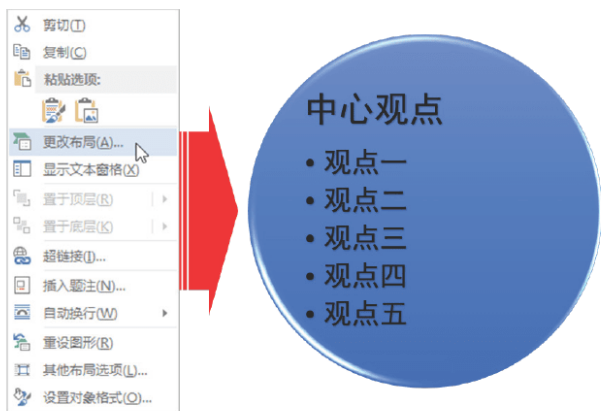 剪切(T)
复制(C)
粘贴选项:
更改布局(A)...
显示文本窗格(X)
置于顶层(R)
置于底层(K)
超链接(I)...
插入题注(N)...
自动换行(W)
重设图形(R)
其他布局选项(L)...
设置对象格式(O)...
中心观点
• 观点一
• 观点二
• 观点三
• 观点四
• 观点五